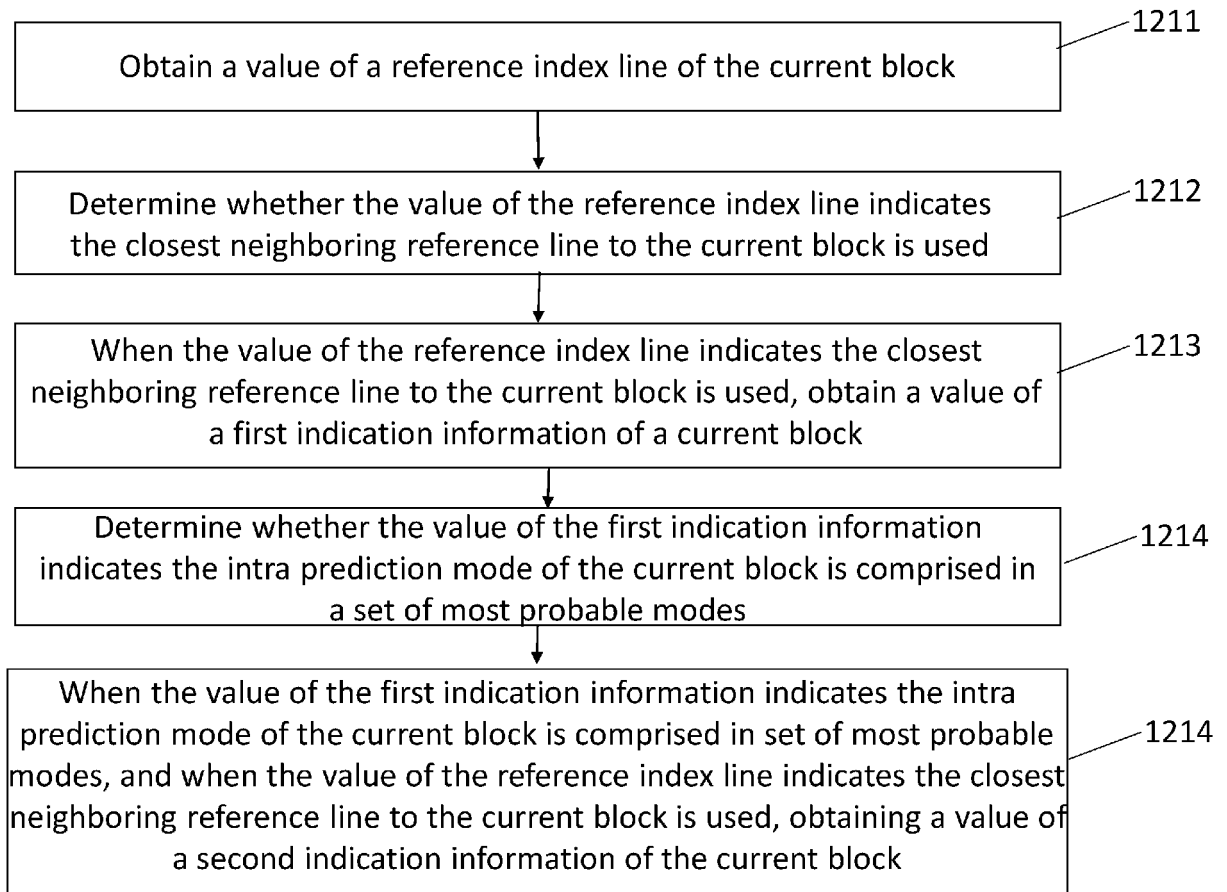 1211
Obtain a value of a reference index line of the current block
1212
Determine whether the value of the reference index line indicates
the closest neighboring reference line to the current block is used
1213
When the value of the reference index line indicates the closest
neighboring reference line to the current block is used, obtain a value of
a first indication information of a current block
1214
Determine whether the value of the first indication information
indicates the intra prediction mode of the current block is comprised in
a set of most probable modes
1214
When the value of the first indication information indicates the intra
prediction mode of the current block is comprised in set of most probable
modes, and when the value of the reference index line indicates the closest
neighboring reference line to the current block is used, obtaining a value of
a second indication information of the current block